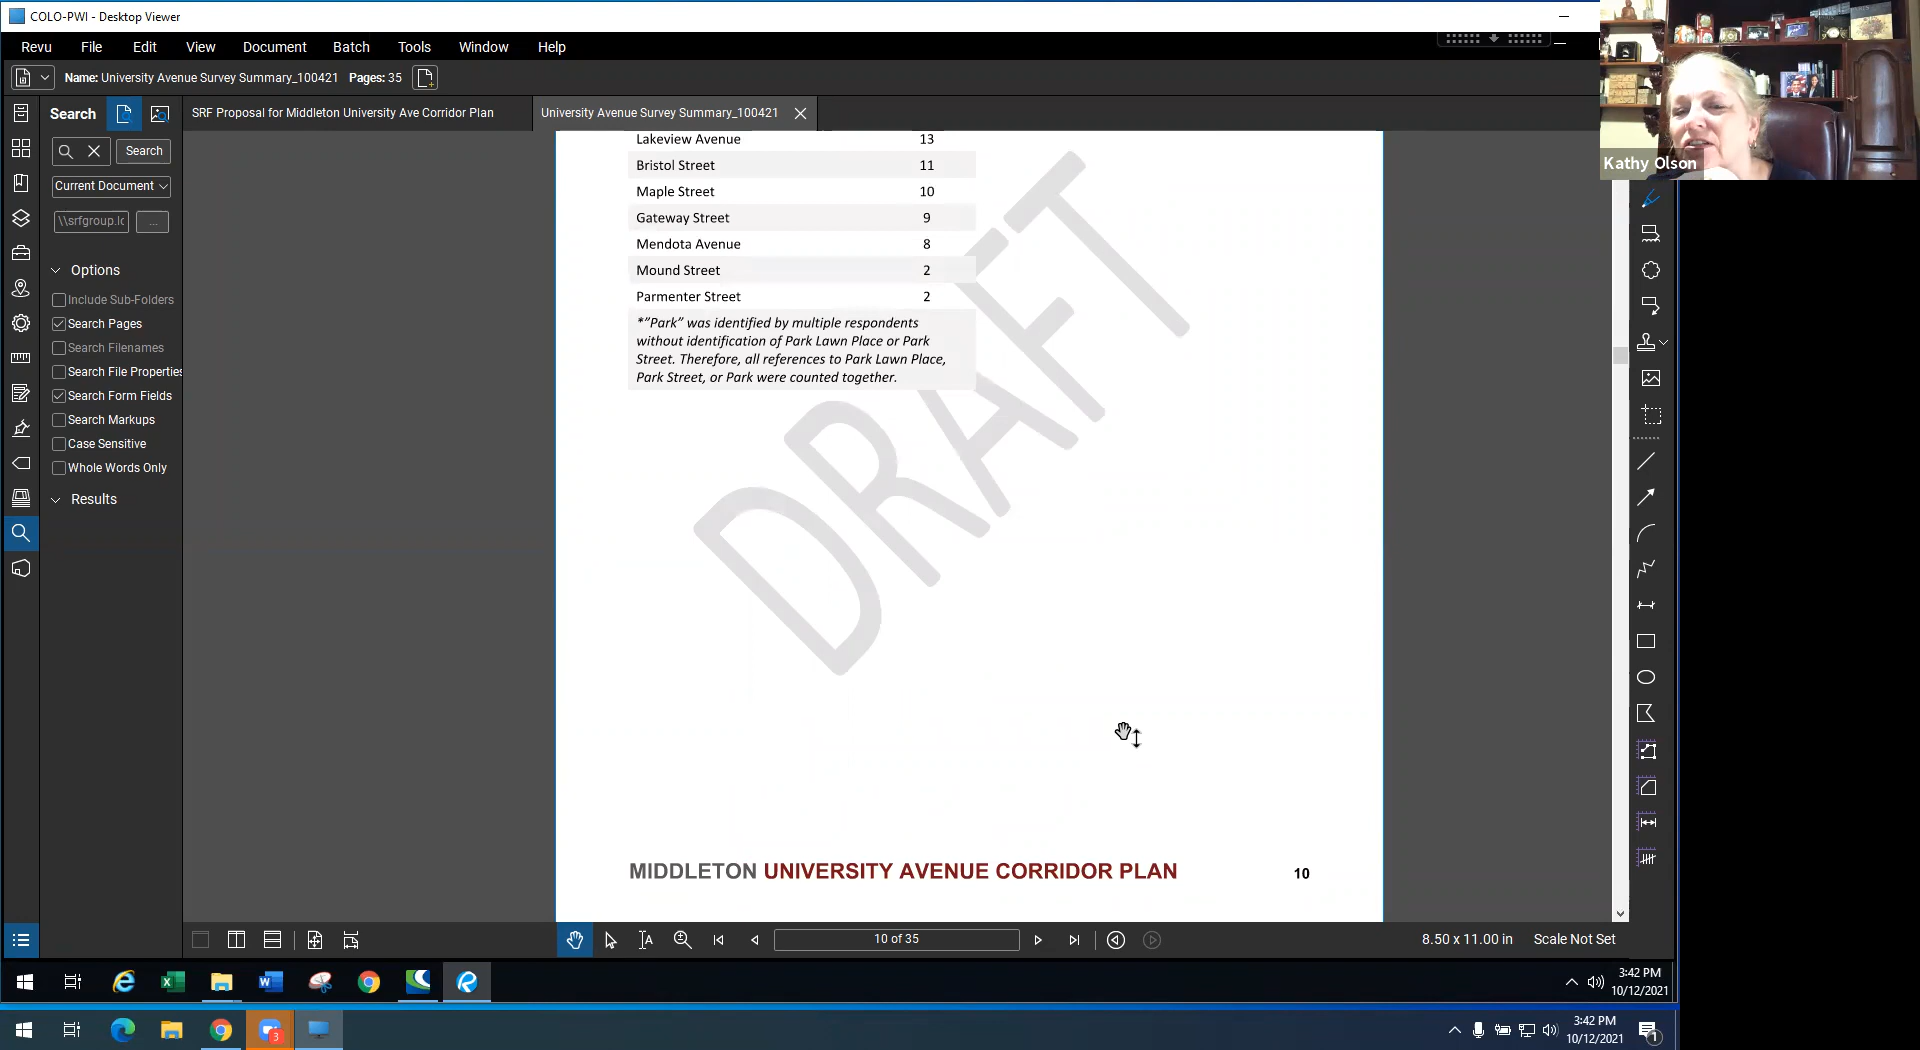 COLO-PWI - Desktop Viewer
Revu File Edit View Document Batch Tools Window Help
Name: University Avenue Survey Summary_100421 Pages: 35
Search
SRF Proposal for Middleton University Ave Corridor Plan
University Avenue Survey Summary_100421
Search
Current Document
\\srfgroup.lc
...
Options
Include Sub-Folders
Search Pages
Search Filenames
Search File Properties
Search Form Fields
Search Markups
Case Sensitive
Whole Words Only
Results
Lakeview Avenue 13
Bristol Street 11
Maple Street 10
Gateway Street 9
Mendota Avenue 8
Mound Street 2
Parmenter Street 2
*"Park" was identified by multiple respondents
without identification of Park Lawn Place or Park
Street. Therefore, all references to Park Lawn Place,
Park Street, or Park were counted together.
DRAFT
MIDDLETON UNIVERSITY AVENUE CORRIDOR PLAN 10
Kathy Olson
10 of 35
8.50 x 11.00 in Scale Not Set
3:42 PM
10/12/2021
3
3:42 PM
10/12/2021
1